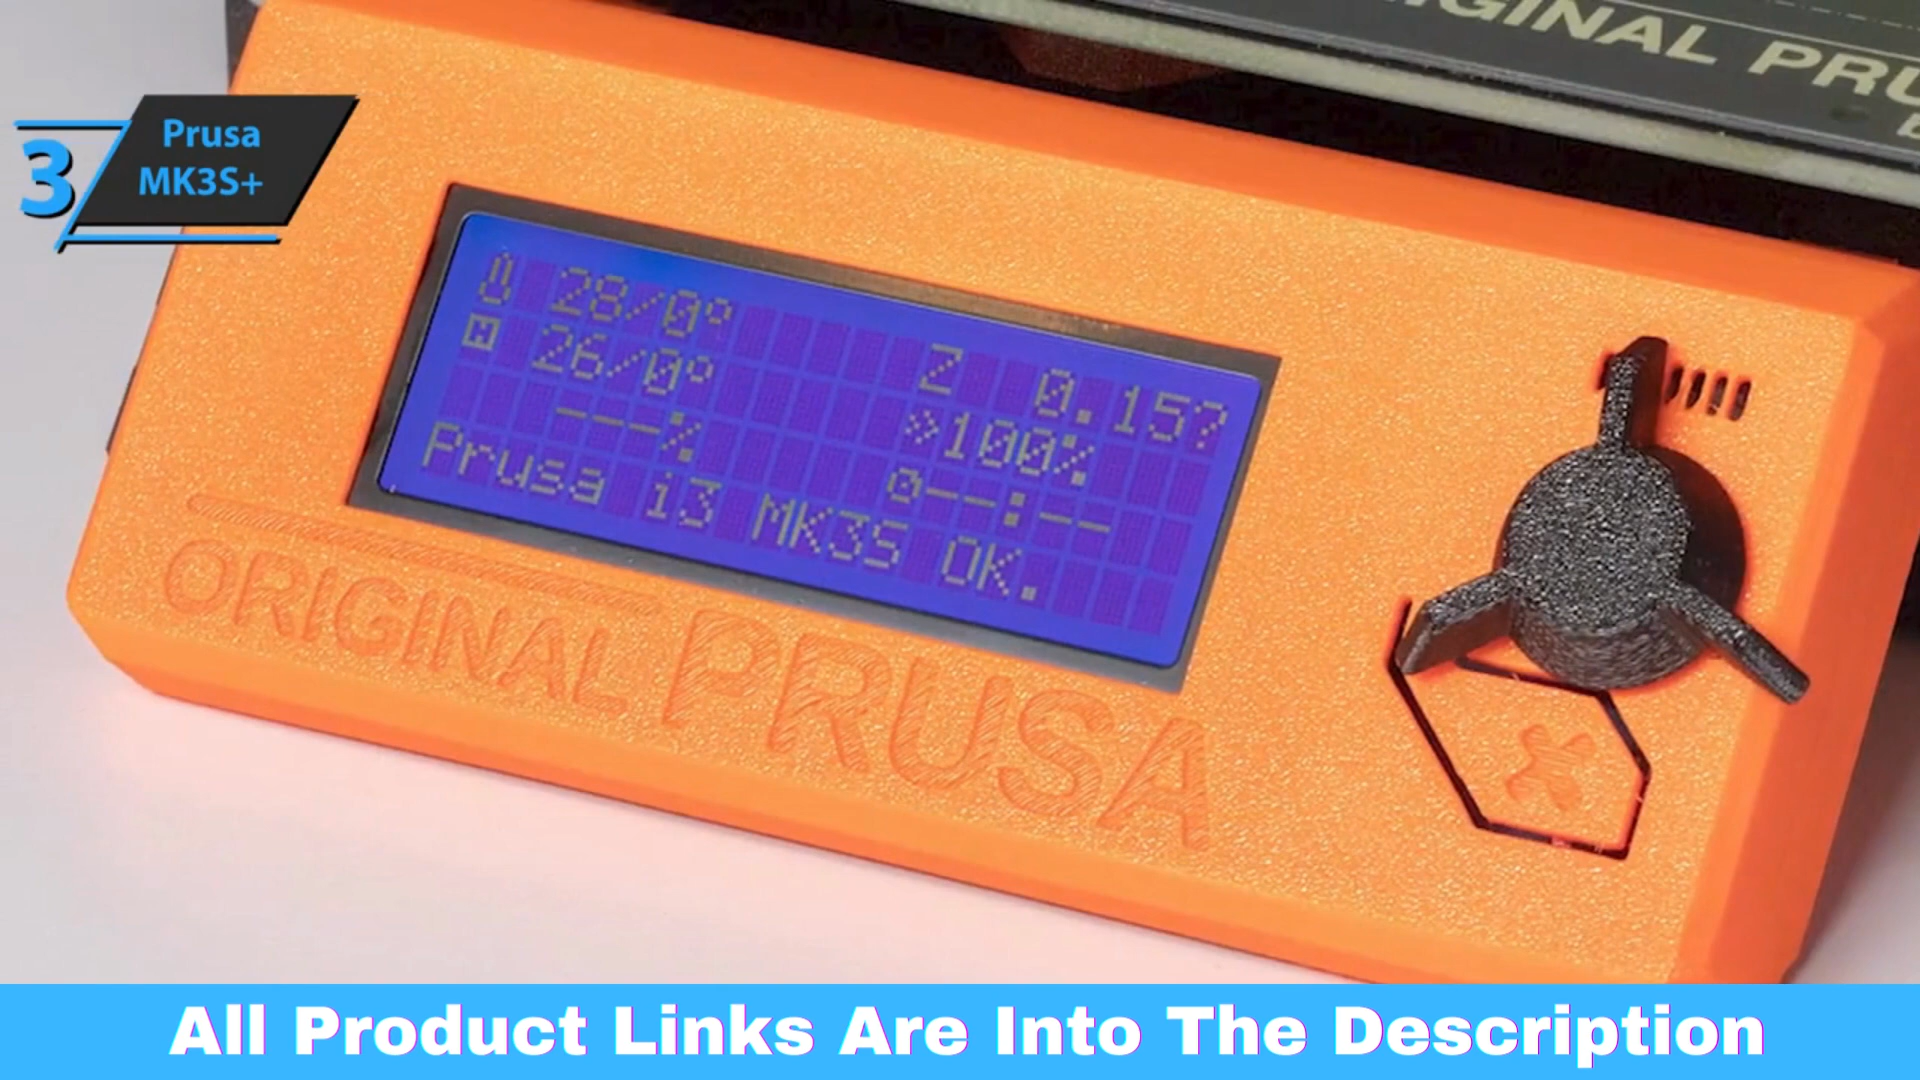 IGINAL PRU
3
Prusa
MK3S+
28/0°
Z 0.15?
26/0°
100%
---%
--:--
Prusa i3 MK3S OK.
ORIGINAL PRUSA
All Product Links Are Into The Description